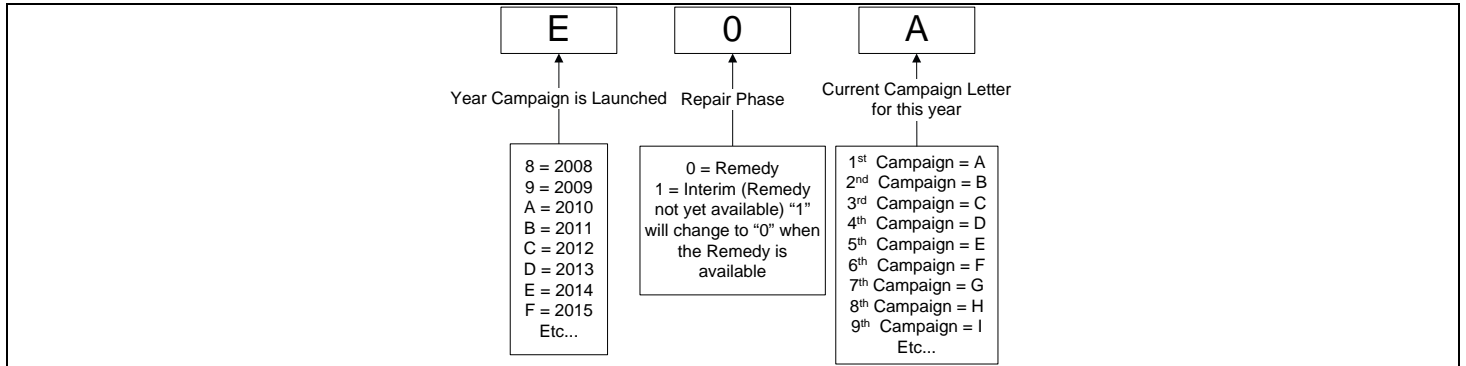 E
0
A
Year Campaign is Launched
Repair Phase
Current Campaign Letter
for this year
8 = 2008
9 = 2009
A = 2010
B = 2011
C = 2012
D = 2013
E = 2014
F = 2015
Etc...
0 = Remedy
1 = Interim (Remedy
not yet available) “1”
will change to “0” when
the Remedy is
available
1st Campaign = A
2nd Campaign = B
3rd Campaign = C
4th Campaign = D
5th Campaign = E
6th Campaign = F
7th Campaign = G
8th Campaign = H
9th Campaign = I
Etc...